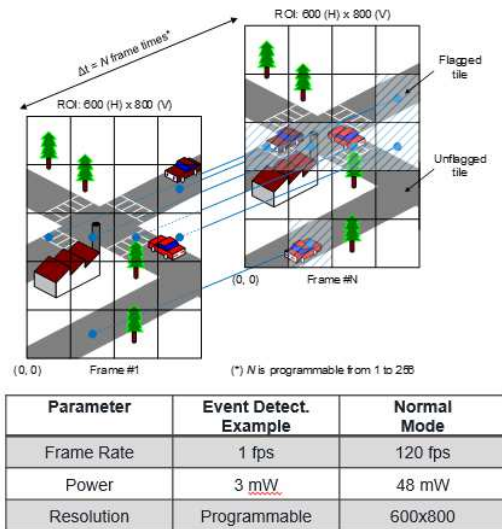 Δt = N frame times*
ROI: 600 (H) x 800 (V)
Flagged
tile
ROI: 600 (H) x 800 (V)
Unflagged
tile
(0, 0) Frame #N
(0, 0) Frame #1 (*) N is programmable from 1 to 256
Parameter Event Detect. Normal
Example Mode
Frame Rate 1 fps 120 fps
Power 3 mW 48 mW
Resolution Programmable 600x800